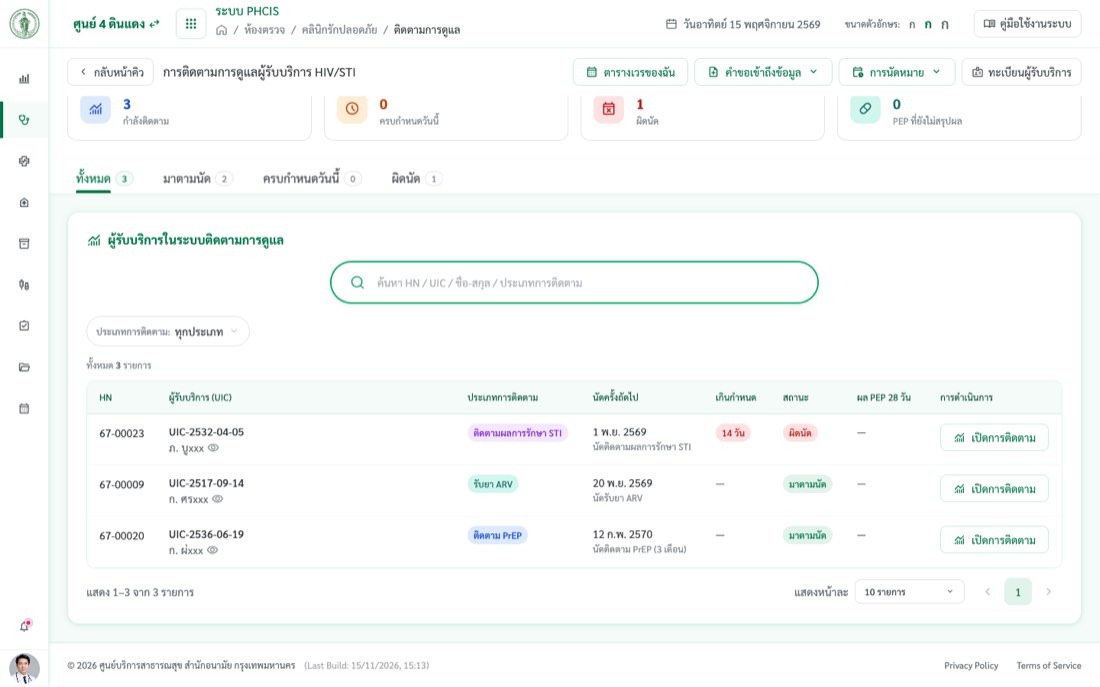 ศูนย์ 4 ดินแดง
ระบบ PHCIS
/ ห้องตรวจ / คลินิกรักปลอดภัย / ติดตามการดูแล
วันอาทิตย์ 15 พฤศจิกายน 2569
ขนาดตัวอักษร: ก ก ก
คู่มือใช้งานระบบ
กลับหน้าคิว
การติดตามการดูแลผู้รับบริการ HIV/STI
ตารางเวรของฉัน
คำขอเข้าถึงข้อมูล
การนัดหมาย
ทะเบียนผู้รับบริการ
3
กำลังติดตาม
0
ครบกำหนดวันนี้
1
ผิดนัด
0
PEP ที่ยังไม่สรุปผล
ทั้งหมด 3
มาตามนัด 2
ครบกำหนดวันนี้ 0
ผิดนัด 1
ผู้รับบริการในระบบติดตามการดูแล
ค้นหา HN / UIC / ชื่อ-สกุล / ประเภทการติดตาม
ประเภทการติดตาม: ทุกประเภท
ทั้งหมด 3 รายการ
HN ผู้รับบริการ (UIC) ประเภทการติดตาม นัดครั้งถัดไป เกินกำหนด สถานะ ผล PEP 28 วัน การดำเนินการ
67-00023 UIC-2532-04-05 ติดตามผลการรักษา STI 1 พ.ย. 2569 14 วัน ผิดนัด — เปิดการติดตาม
ภ. บูxxx นัดติดตามผลการรักษา STI
67-00009 UIC-2517-09-14 รับยา ARV 20 พ.ย. 2569 — มาตามนัด — เปิดการติดตาม
ก. ศรxxx นัดรับยา ARV
67-00020 UIC-2536-06-19 ติดตาม PrEP 12 ก.พ. 2570 — มาตามนัด — เปิดการติดตาม
ก. ผ่xxx นัดติดตาม PrEP (3 เดือน)
แสดง 1–3 จาก 3 รายการ
แสดงหน้าละ 10 รายการ
1
© 2026 ศูนย์บริการสาธารณสุข สำนักอนามัย กรุงเทพมหานคร (Last Build: 15/11/2026, 15:13)
Privacy Policy Terms of Service